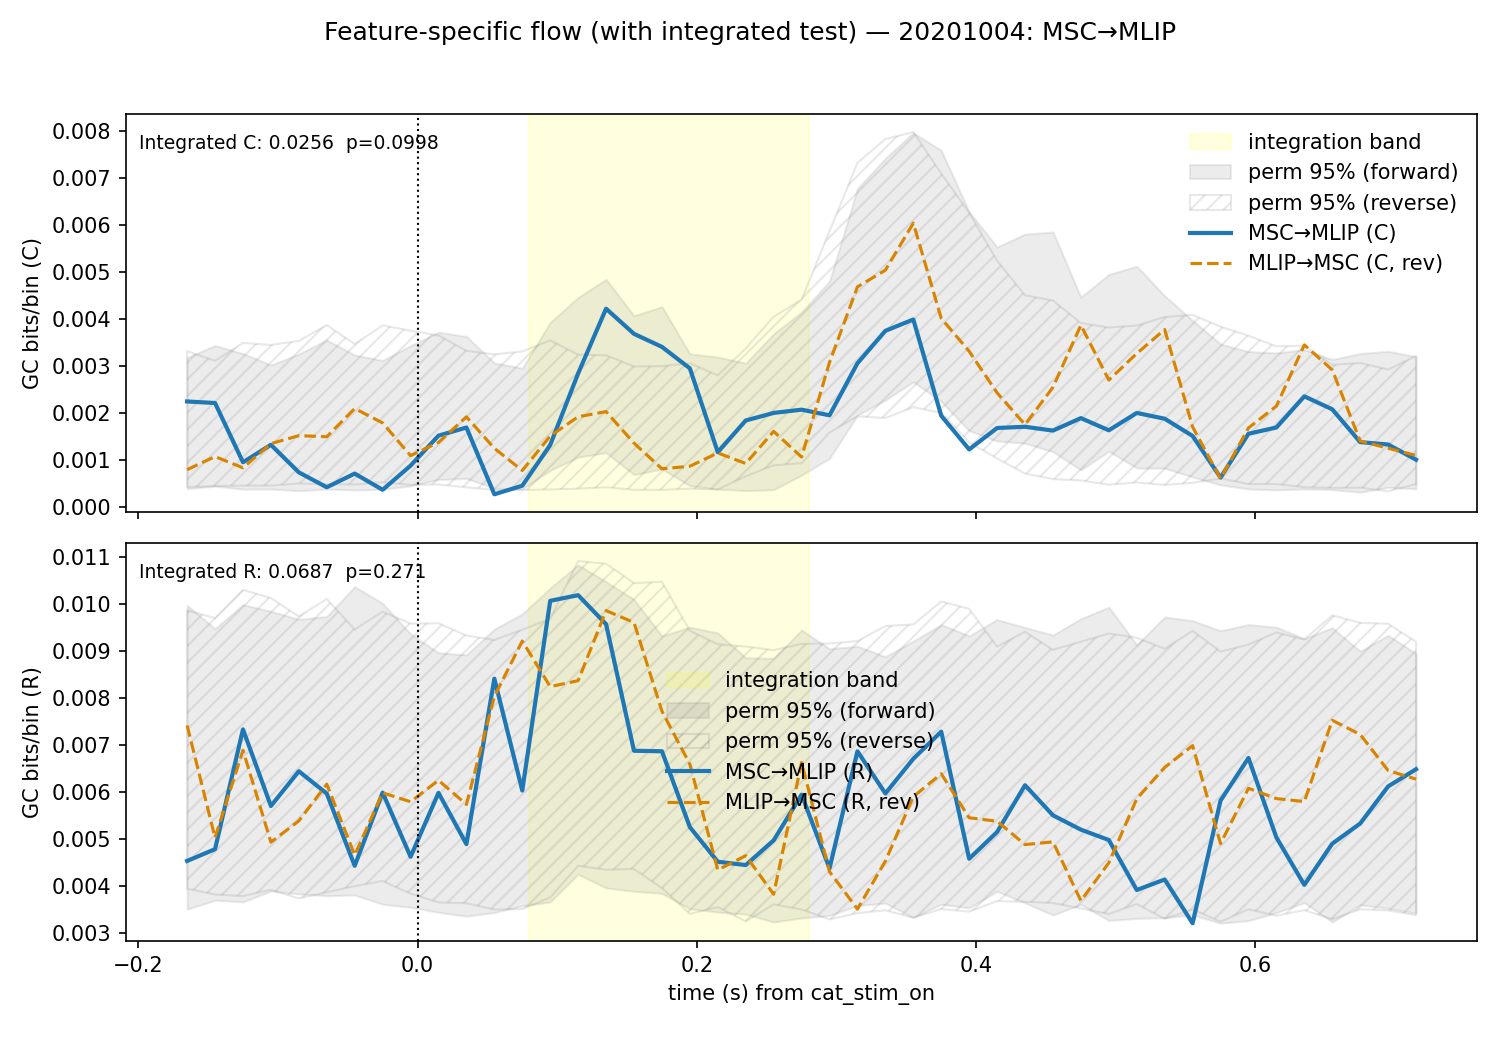 Feature-specific flow (with integrated test) — 20201004: MSC→MLIP
Integrated C: 0.0256  p=0.0998
integration band
perm 95% (forward)
perm 95% (reverse)
MSC→MLIP (C)
MLIP→MSC (C, rev)
GC bits/bin (C)
0.008
0.007
0.006
0.005
0.004
0.003
0.002
0.001
0.000
Integrated R: 0.0687  p=0.271
integration band
perm 95% (forward)
perm 95% (reverse)
MSC→MLIP (R)
MLIP→MSC (R, rev)
GC bits/bin (R)
0.011
0.010
0.009
0.008
0.007
0.006
0.005
0.004
0.003
−0.2 0.0 0.2 0.4 0.6
time (s) from cat_stim_on